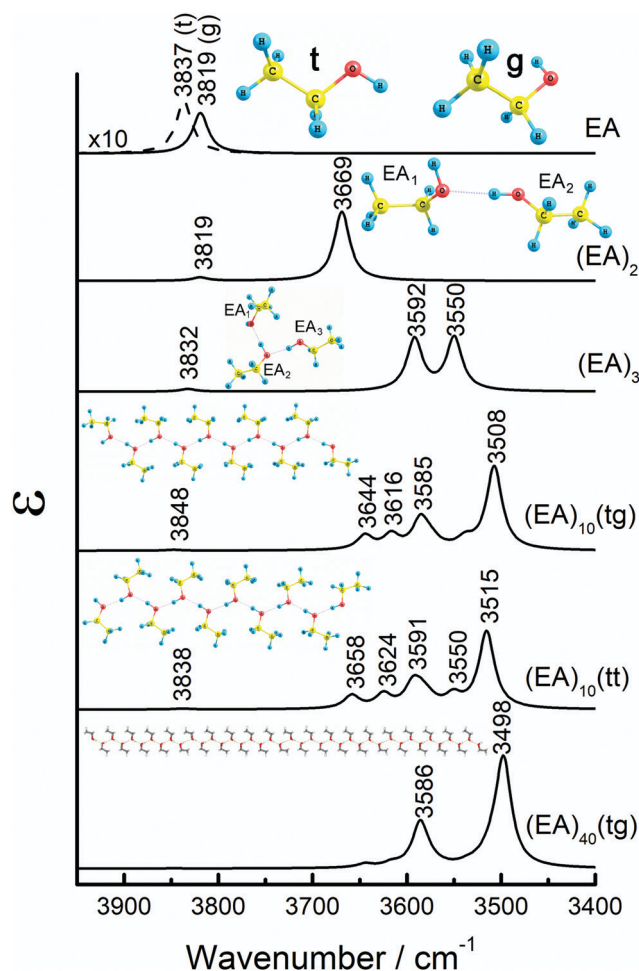 3837 (t)
3819 (g)
t
g
x10
EA
C
O
H
H
H
H
C
H
H
C
O
H
C
H
H
3669
EA₁
EA₂
3819
(EA)₂
EA₁
EA₃
EA₂
3592
3550
3832
(EA)₃
3508
3848
3644
3616
3585
(EA)₁₀(tg)
ε
3515
3838
3658
3624
3591
3550
(EA)₁₀(tt)
3498
3586
(EA)₄₀(tg)
3900 3800 3700 3600 3500 3400
Wavenumber / cm⁻¹